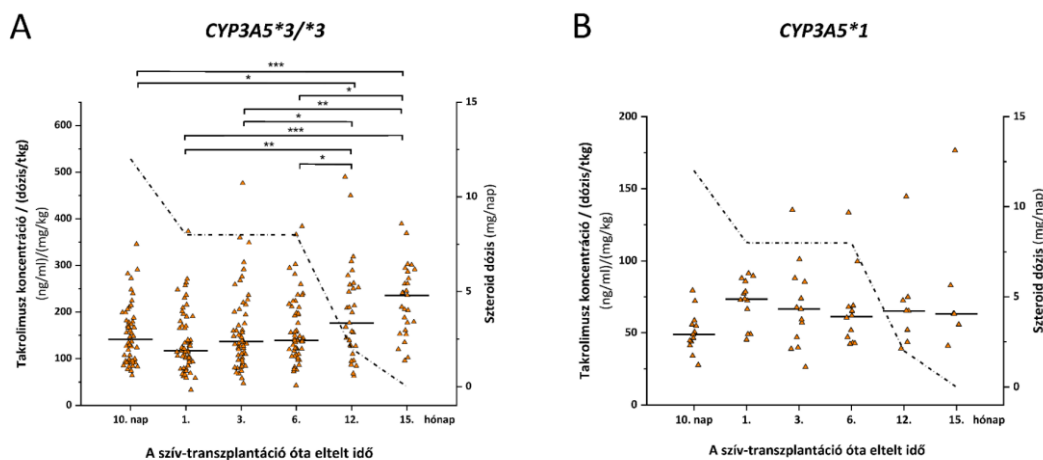 A
CYP3A5*3/*3
***
*
*
**
*
***
**
*
Takrolimusz koncentráció / (dózis/tkg)
(ng/ml)/(mg/kg)
600
500
400
300
200
100
0
15
10
5
0
Szteroid dózis (mg/nap)
10. nap 1. 3. 6. 12. 15. hónap
A szív-transzplantáció óta eltelt idő
B
CYP3A5*1
Takrolimusz koncentráció / (dózis/tkg)
(ng/ml)/(mg/kg)
200
150
100
50
0
15
10
5
0
Szteroid dózis (mg/nap)
10. nap 1. 3. 6. 12. 15. hónap
A szív-transzplantáció óta eltelt idő